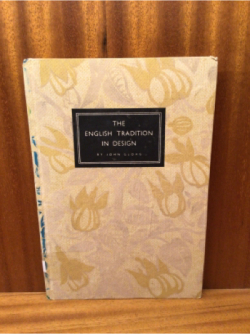 THE
ENGLISH TRADITION
IN DESIGN
BY JOHN GLOAG